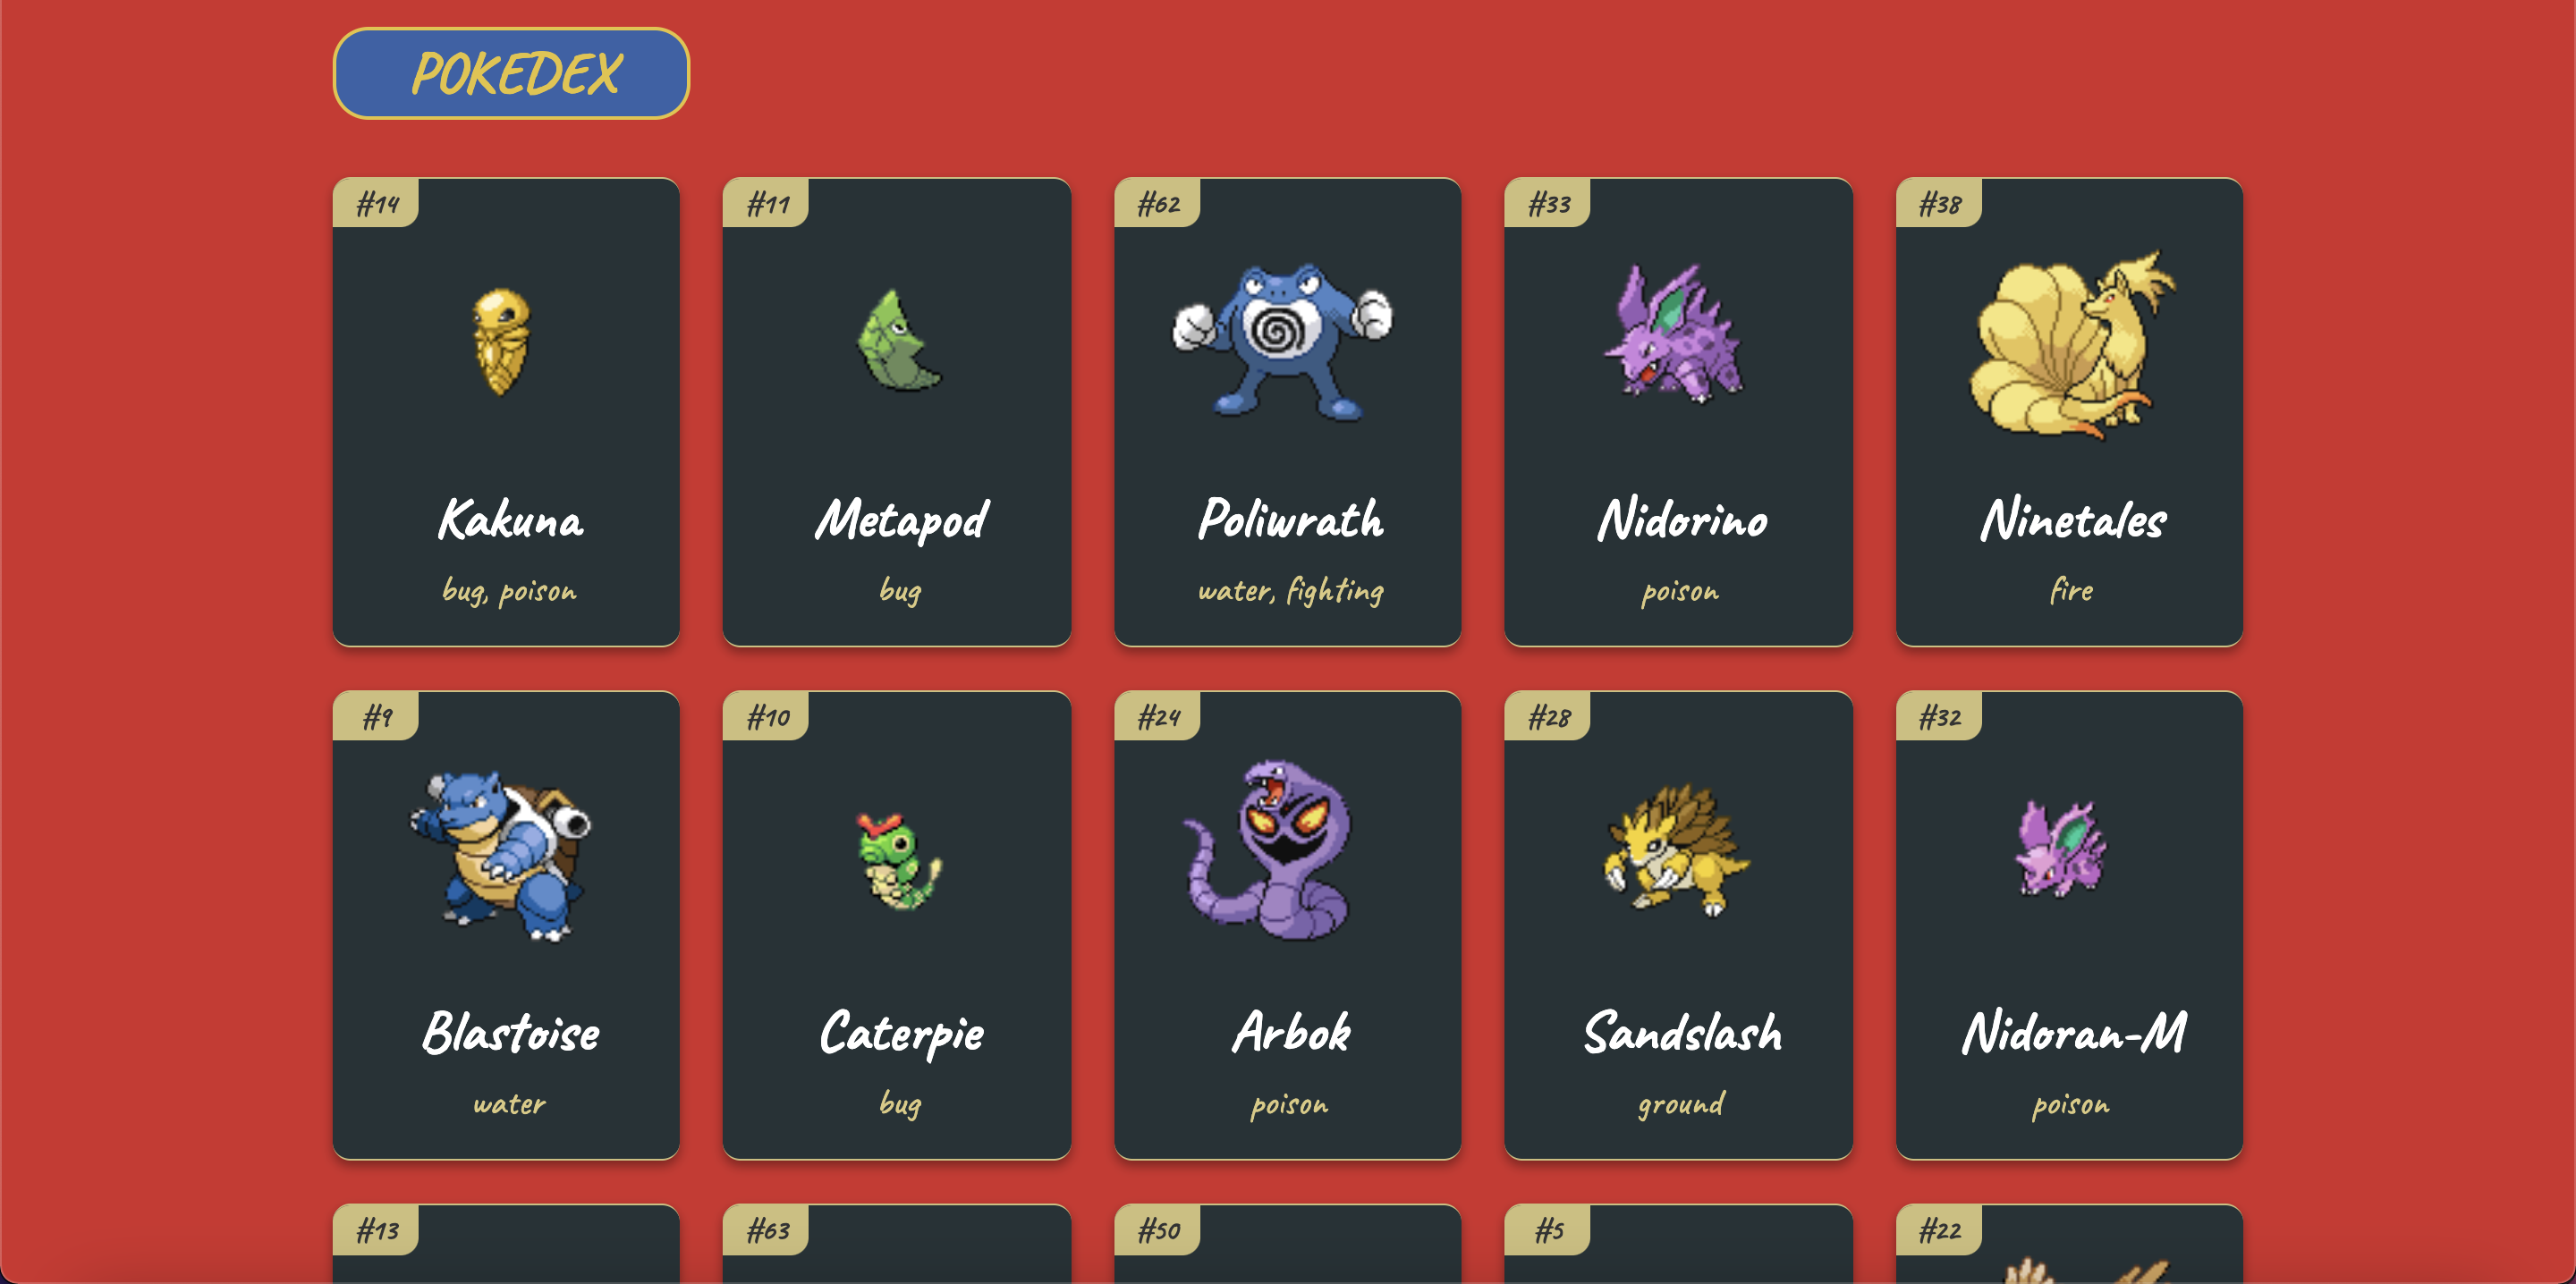 POKEDEX
#14
#11
#62
#33
#38
Kakuna
Metapod
Poliwrath
Nidorino
Ninetales
bug, poison
bug
water, fighting
poison
fire
#9
#10
#24
#28
#32
Blastoise
Caterpie
Arbok
Sandslash
Nidoran-M
water
bug
poison
ground
poison
#13
#63
#50
#5
#22